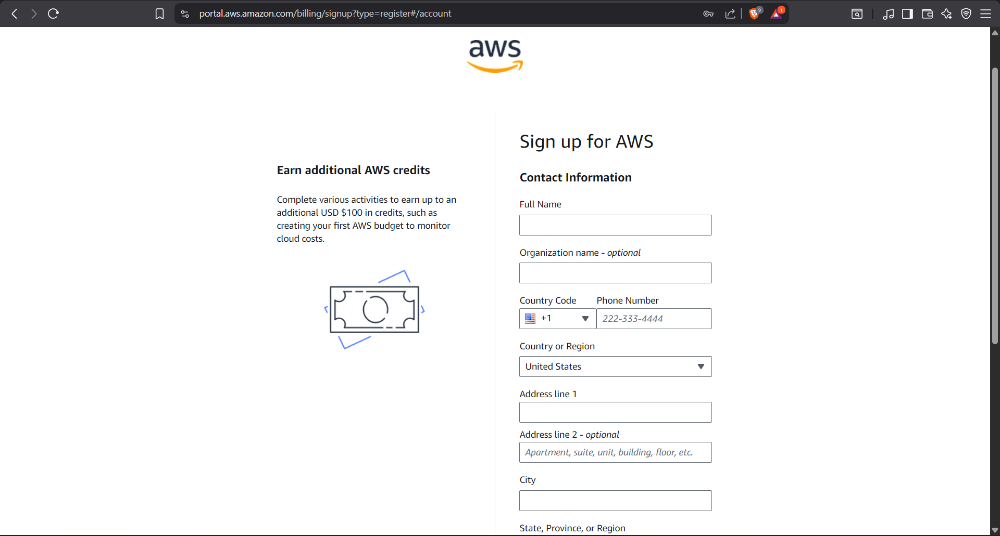 portal.aws.amazon.com/billing/signup?type=register#/account
9
1
aws
Earn additional AWS credits
Complete various activities to earn up to an
additional USD $100 in credits, such as
creating your first AWS budget to monitor
cloud costs.
Sign up for AWS
Contact Information
Full Name
Organization name - optional
Country Code
Phone Number
+1
222-333-4444
Country or Region
United States
Address line 1
Address line 2 - optional
Apartment, suite, unit, building, floor, etc.
City
State, Province, or Region